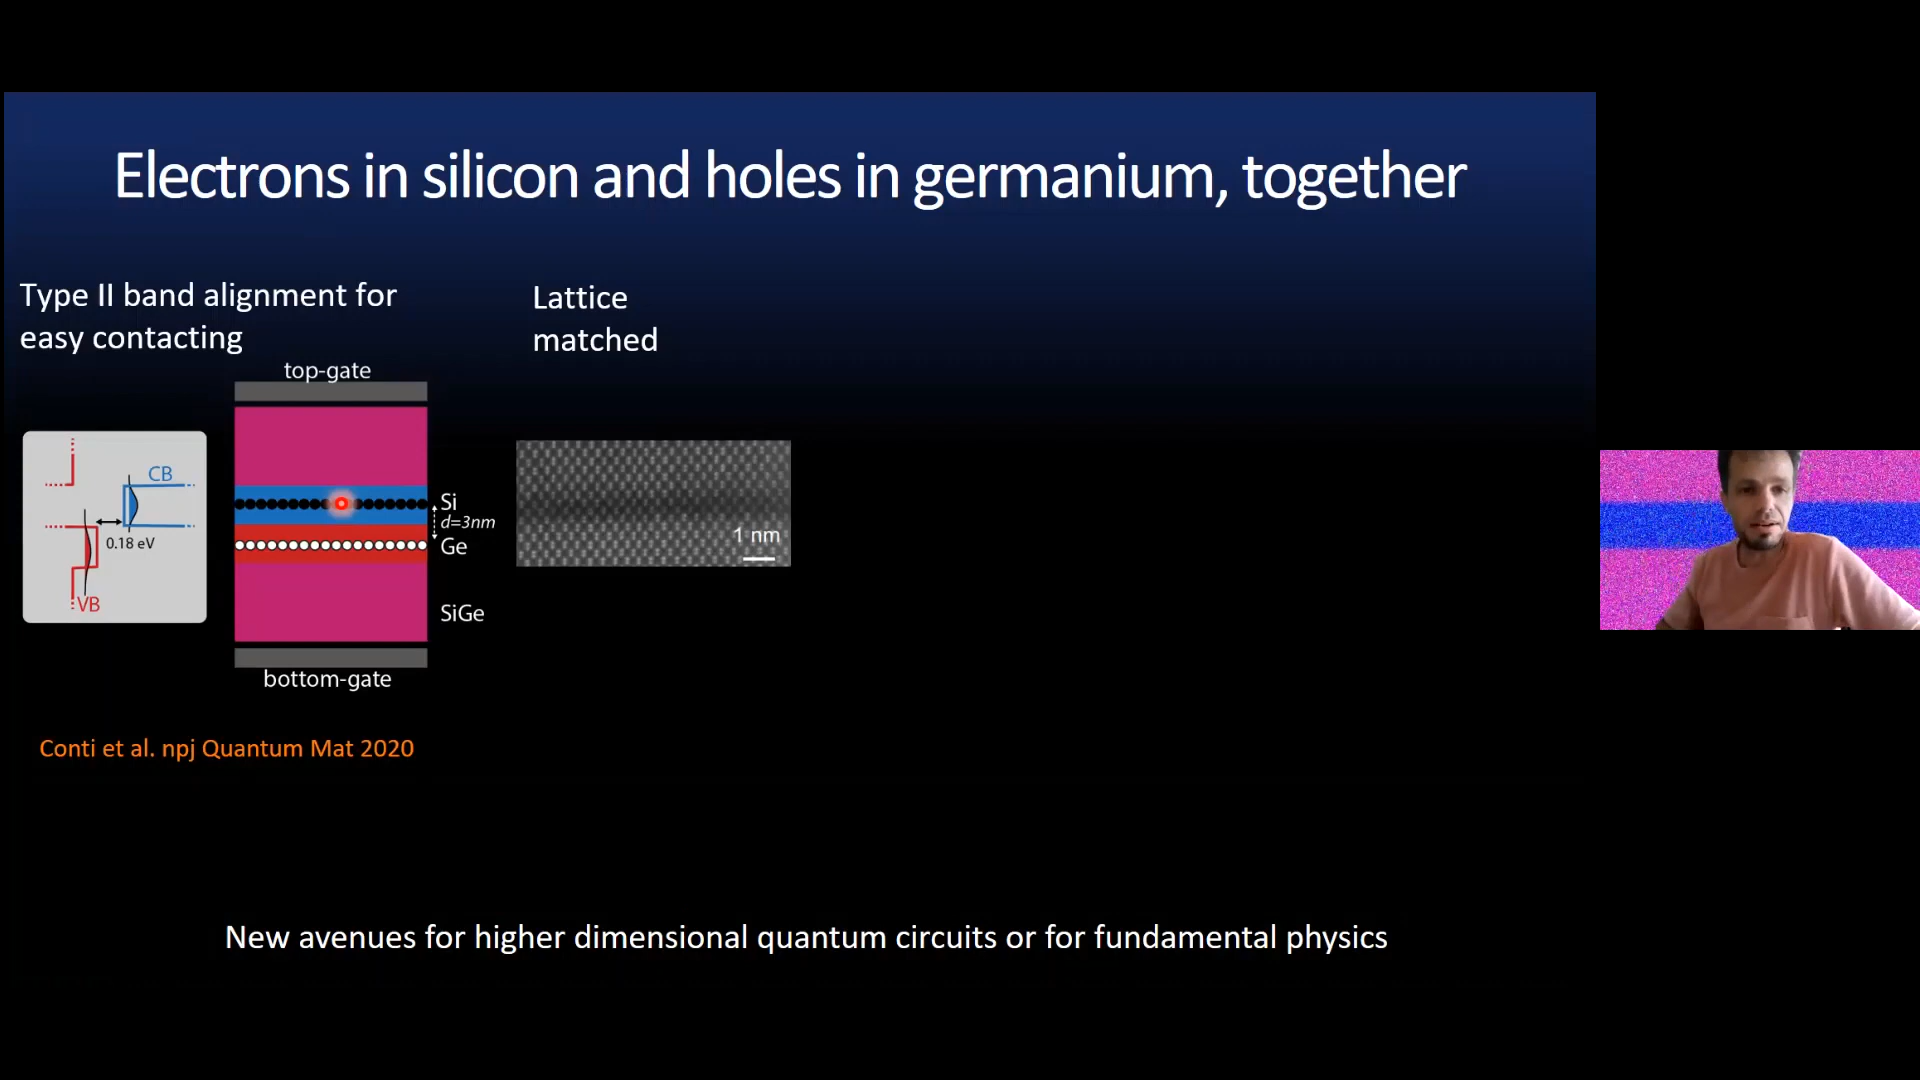 Electrons in silicon and holes in germanium, together
Type II band alignment for
easy contacting
Lattice
matched
top-gate
CB
0.18 eV
VB
Si
d=3nm
Ge
SiGe
bottom-gate
1 nm
Conti et al. npj Quantum Mat 2020
New avenues for higher dimensional quantum circuits or for fundamental physics